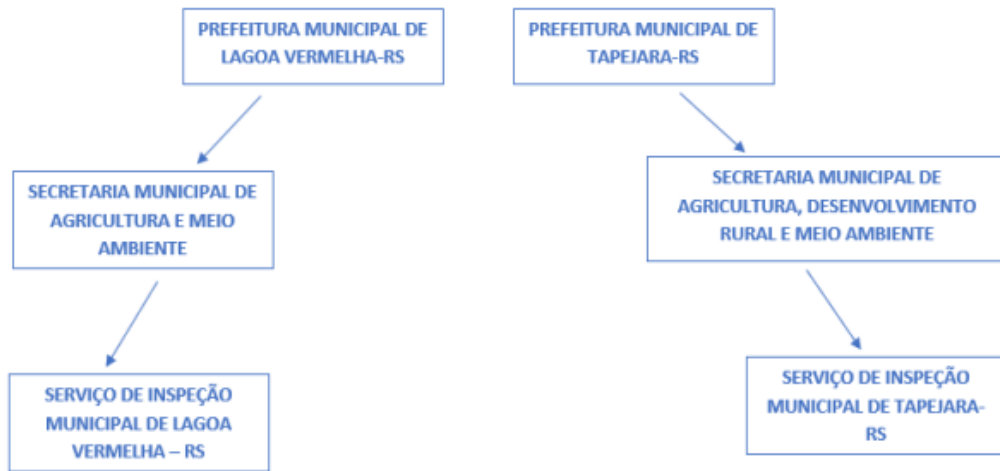 PREFEITURA MUNICIPAL DE
LAGOA VERMELHA-RS
PREFEITURA MUNICIPAL DE
TAPEJARA-RS
SECRETARIA MUNICIPAL DE
AGRICULTURA E MEIO
AMBIENTE
SECRETARIA MUNICIPAL DE
AGRICULTURA, DESENVOLVIMENTO
RURAL E MEIO AMBIENTE
SERVIÇO DE INSPEÇÃO
MUNICIPAL DE LAGOA
VERMELHA – RS
SERVIÇO DE INSPEÇÃO
MUNICIPAL DE TAPEJARA-
RS